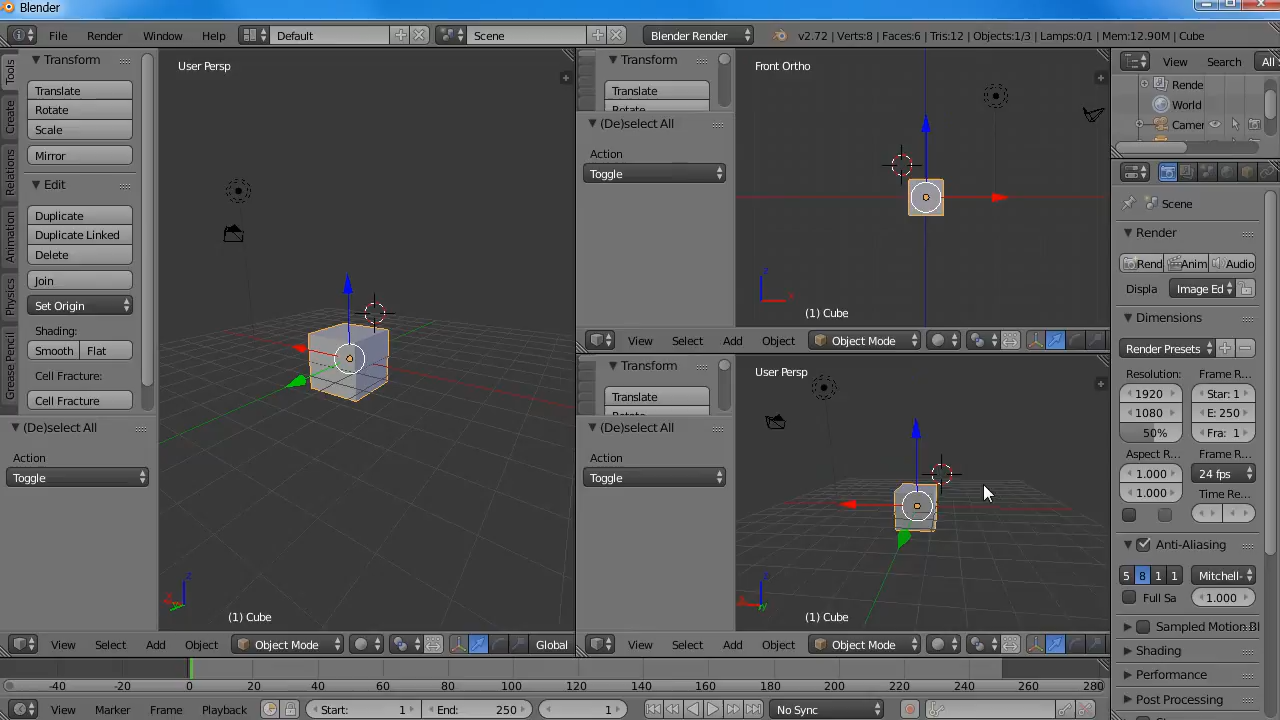 Blender
File Render Window Help Default Scene Blender Render v2.72 | Verts:8 | Faces:6 | Tris:12 | Objects:1/3 | Lamps:0/1 | Mem:12.90M | Cube
Tools
Create
Relations
Animation
Physics
Grease Pencil
Transform
Translate
Rotate
Scale
Mirror
Edit
Duplicate
Duplicate Linked
Delete
Join
Set Origin
Shading:
Smooth Flat
Cell Fracture:
Cell Fracture
(De)select All
Action
Toggle
User Persp
(1) Cube
View Select Add Object Object Mode Global
Transform
Translate
Rotate
(De)select All
Action
Toggle
Front Ortho
(1) Cube
View Select Add Object Object Mode
Transform
Translate
(De)select All
Action
Toggle
User Persp
(1) Cube
View Select Add Object Object Mode
View Search All
Rende
World
Camer
Scene
Render
Rend Anim Audio
Displa Image Ed
Dimensions
Render Presets
Resolution: Frame R...
1920 Star: 1
1080 E: 250
50% Fra: 1
Aspect R... Frame R...
1.000 24 fps
1.000 Time Re...
Anti-Aliasing
5 8 1 1 Mitchell-
Full Sa 1.000
Sampled Motion Bl
Shading
Performance
Post Processing
-40 -20 0 20 40 60 80 100 120 140 160 180 200 220 240 260 280
View Marker Frame Playback Start: 1 End: 250 1 No Sync